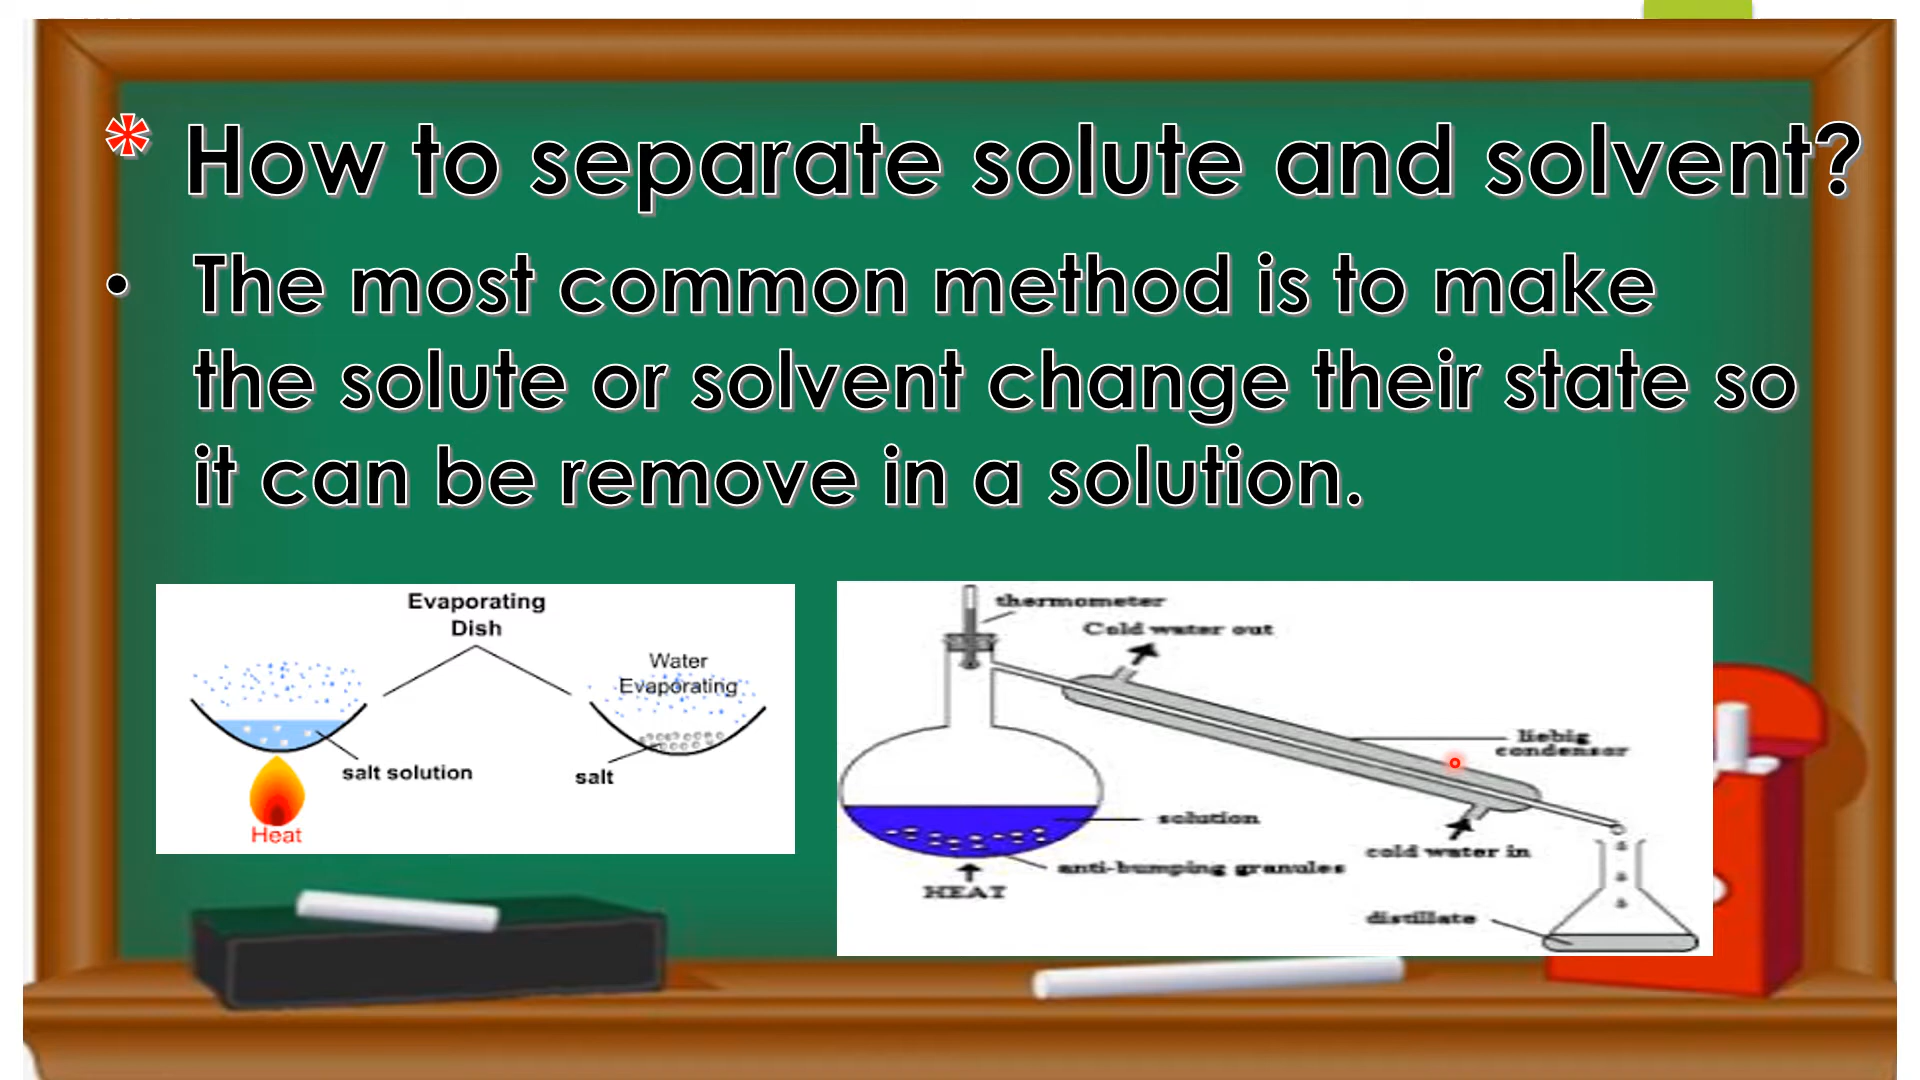 * How to separate solute and solvent?
• The most common method is to make
the solute or solvent change their state so
it can be remove in a solution.
Evaporating
Dish
Water
Evaporating
salt solution
salt
Heat
thermometer
Cold water out
liebig
condensor
solution
cold water in
anti-bumping granules
HEAT
distillate